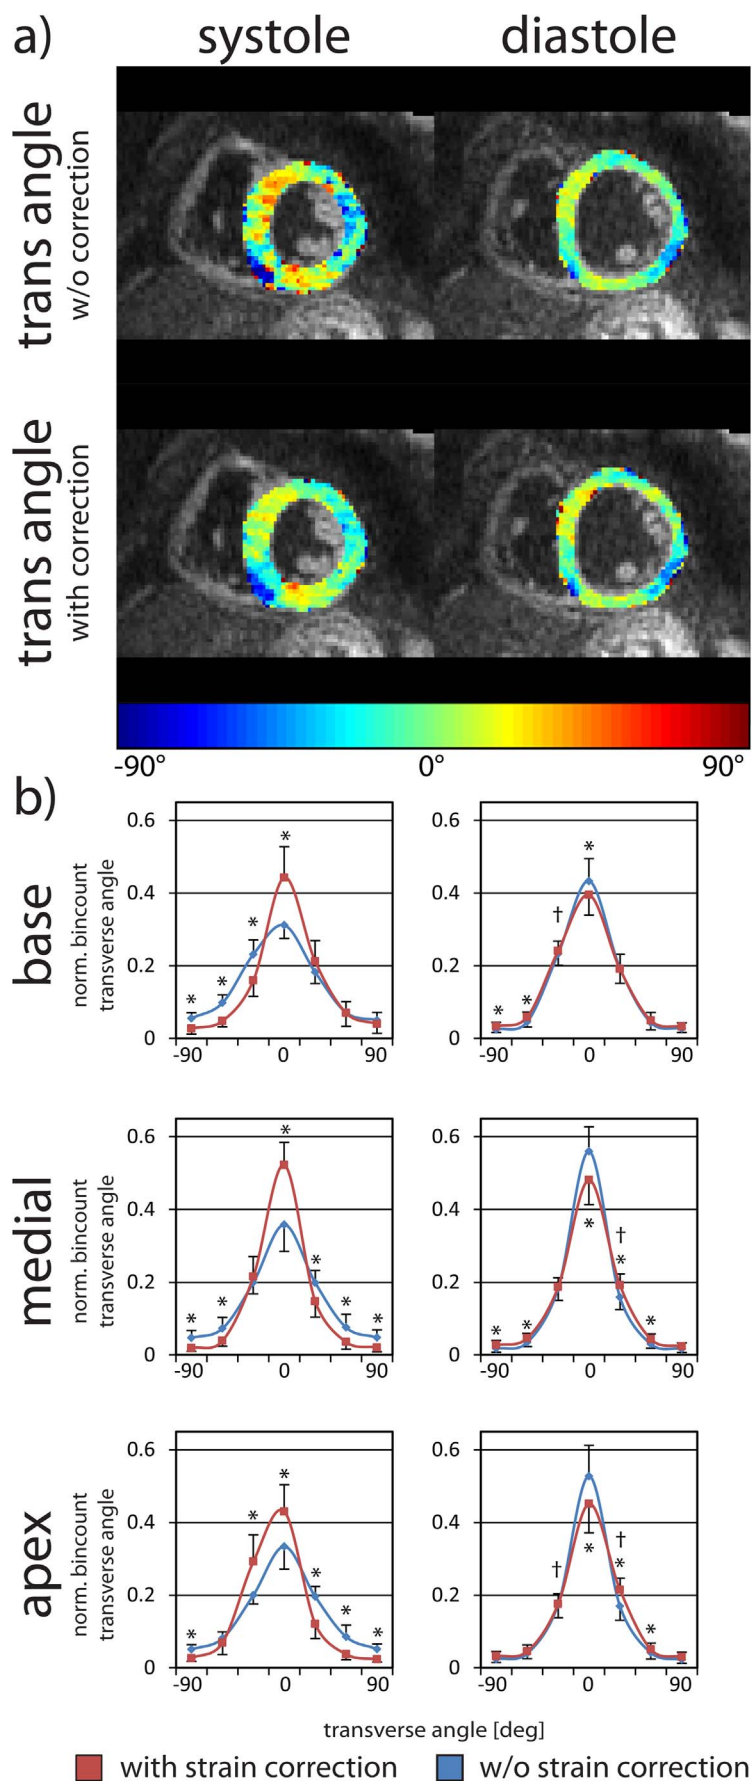 a)
systole diastole
trans angle
w/o correction
trans angle
with correction
-90° 0° 90°
b)
base
norm. bincount
transverse angle
0.6
*
0.4
*
0.2
*
*
0
-90 0 90
0.6
*
0.4
†
0.2
* *
0
-90 0 90
medial
norm. bincount
transverse angle
0.6
*
0.4
0.2
* * * * *
0
-90 0 90
0.6
0.4
*
†
*
0.2
* * *
0
-90 0 90
apex
norm. bincount
transverse angle
0.6
*
0.4
*
*
0.2
* * *
0
-90 0 90
0.6
0.4
*
†
† *
0.2
*
0
-90 0 90
transverse angle [deg]
with strain correction w/o strain correction